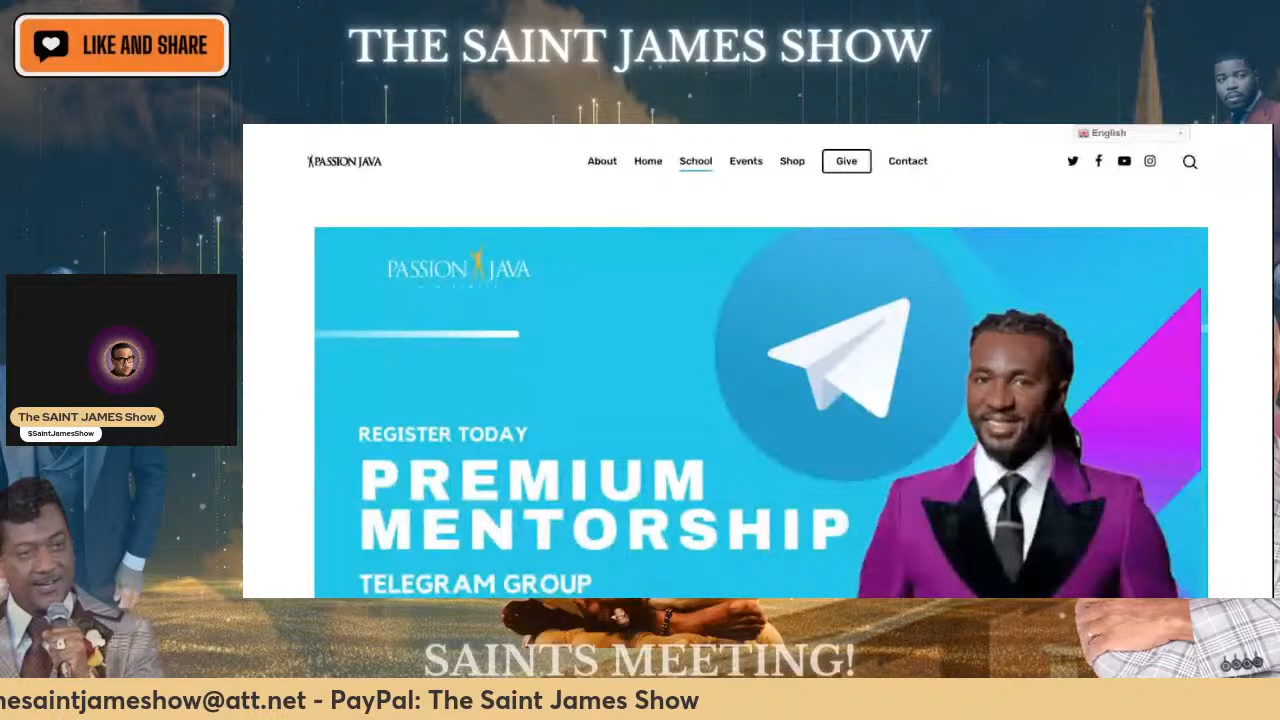 LIKE AND SHARE
THE SAINT JAMES SHOW
English
PASSION JAVA
About Home School Events Shop Give Contact
PASSION JAVA
REGISTER TODAY
PREMIUM
MENTORSHIP
TELEGRAM GROUP
The SAINT JAMES Show
$SaintJamesShow
SAINTS MEETING!
nesaintjameshow@att.net - PayPal: The Saint James Show